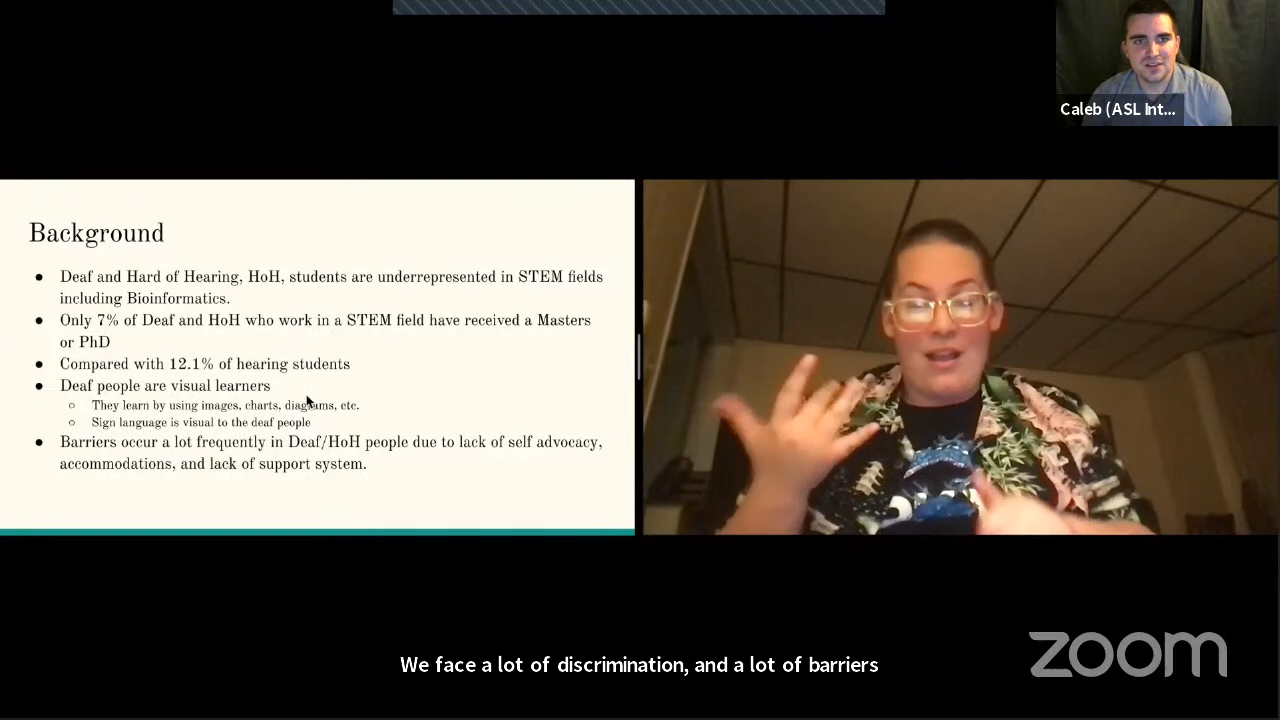 Caleb (ASL Int...
Background
● Deaf and Hard of Hearing, HoH, students are underrepresented in STEM fields
including Bioinformatics.
● Only 7% of Deaf and HoH who work in a STEM field have received a Masters
or PhD
● Compared with 12.1% of hearing students
● Deaf people are visual learners
○ They learn by using images, charts, diagrams, etc.
○ Sign language is visual to the deaf people
● Barriers occur a lot frequently in Deaf/HoH people due to lack of self advocacy,
accommodations, and lack of support system.
We face a lot of discrimination, and a lot of barriers
zoom